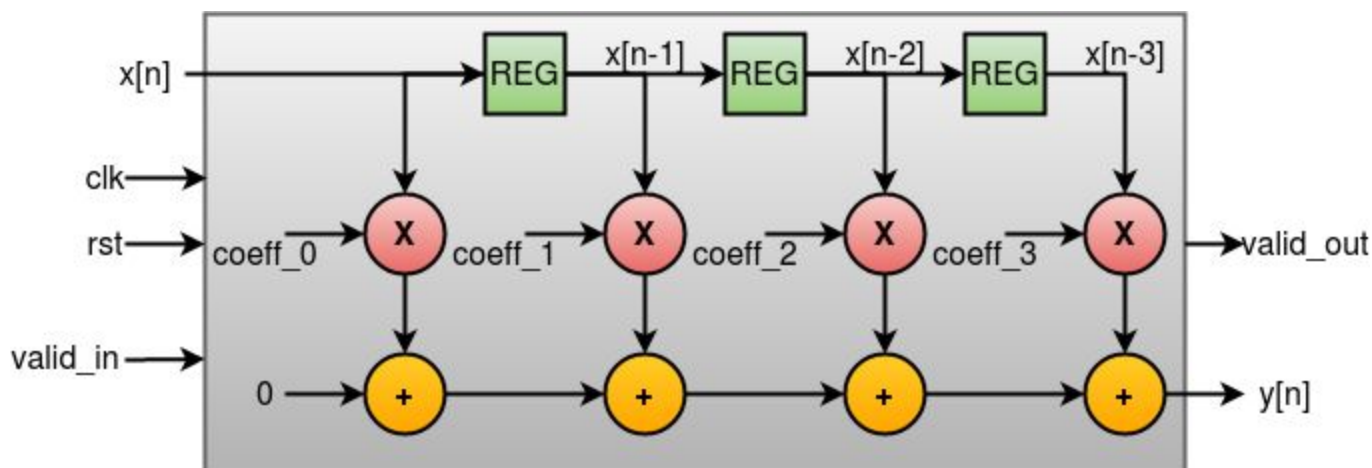 x[n] REG x[n-1] REG x[n-2] REG x[n-3]
clk
rst
coeff_0 X coeff_1 X coeff_2 X coeff_3 X
valid_out
valid_in
0 + + + + y[n]